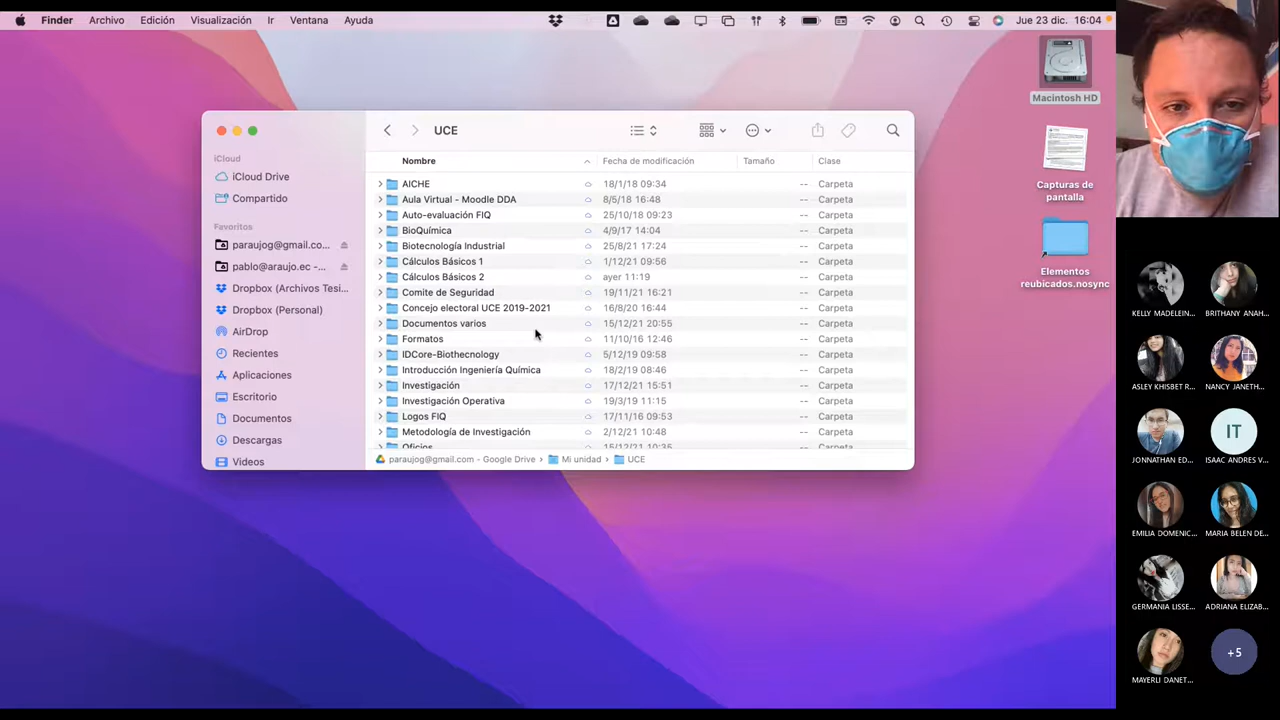 Finder Archivo Edición Visualización Ir Ventana Ayuda Jue 23 dic. 16:04
Macintosh HD
Capturas de
pantalla
Elementos
reubicados.nosync
UCE
iCloud
iCloud Drive
Compartido
Favoritos
paraujog@gmail.co...
pablo@araujo.ec -...
Dropbox (Archivos Tesi...
Dropbox (Personal)
AirDrop
Recientes
Aplicaciones
Escritorio
Documentos
Descargas
Videos
Nombre Fecha de modificación Tamaño Clase
AICHE 18/1/18 09:34 -- Carpeta
Aula Virtual - Moodle DDA 8/5/18 16:48 -- Carpeta
Auto-evaluación FIQ 25/10/18 09:23 -- Carpeta
BioQuímica 4/9/17 14:04 -- Carpeta
Biotecnología Industrial 25/8/21 17:24 -- Carpeta
Cálculos Básicos 1 1/12/21 09:56 -- Carpeta
Cálculos Básicos 2 ayer 11:19 -- Carpeta
Comite de Seguridad 19/11/21 16:21 -- Carpeta
Concejo electoral UCE 2019-2021 16/8/20 16:44 -- Carpeta
Documentos varios 15/12/21 20:55 -- Carpeta
Formatos 11/10/16 12:46 -- Carpeta
IDCore-Biothecnology 5/12/19 09:58 -- Carpeta
Introducción Ingeniería Química 18/2/19 08:46 -- Carpeta
Investigación 17/12/21 15:51 -- Carpeta
Investigación Operativa 19/3/19 11:15 -- Carpeta
Logos FIQ 17/11/16 09:53 -- Carpeta
Metodología de Investigación 2/12/21 10:48 -- Carpeta
Oficios 15/12/21 10:35 -- Carpeta
paraujog@gmail.com - Google Drive › Mi unidad › UCE
KELLY MADELEIN... BRITHANY ANAH...
ASLEY KHISBET R... NANCY JANETH...
IT
JONNATHAN ED... ISAAC ANDRES V...
EMILIA DOMENIC... MARIA BELEN DE...
GERMANIA LISSE... ADRIANA ELIZAB...
+5
MAYERLI DANET...